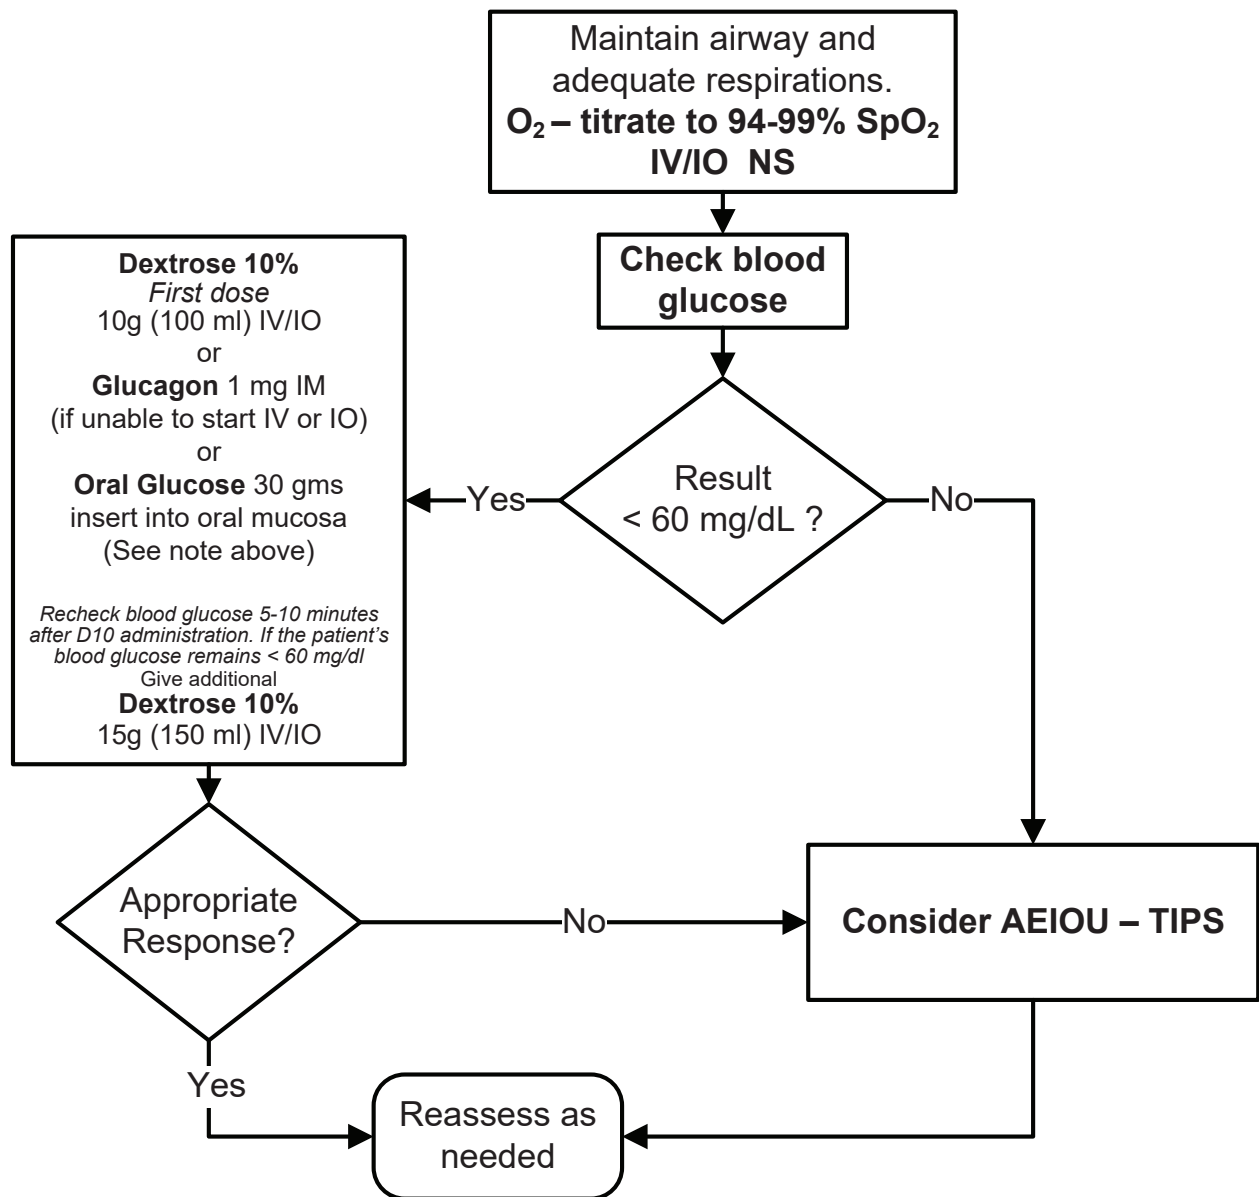 Maintain airway and
adequate respirations.
O₂ – titrate to 94-99% SpO₂
IV/IO NS
Check blood
glucose
Result
< 60 mg/dL ?
Yes
No
Dextrose 10%
First dose
10g (100 ml) IV/IO
or
Glucagon 1 mg IM
(if unable to start IV or IO)
or
Oral Glucose 30 gms
insert into oral mucosa
(See note above)
Recheck blood glucose 5-10 minutes
after D10 administration. If the patient's
blood glucose remains < 60 mg/dl
Give additional
Dextrose 10%
15g (150 ml) IV/IO
Appropriate
Response?
No
Consider AEIOU – TIPS
Yes
Reassess as
needed